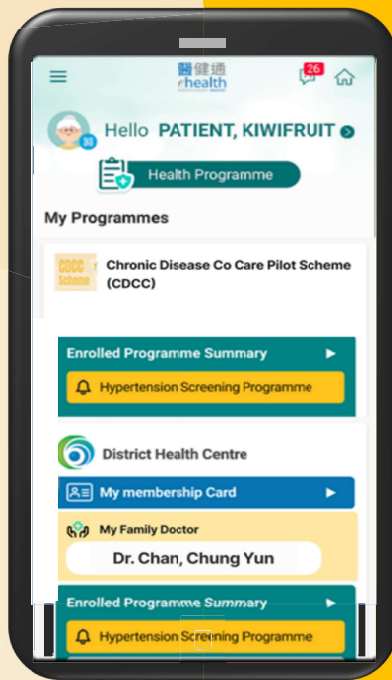 醫健通
eHealth
26
Hello PATIENT, KIWIFRUIT
Health Programme
My Programmes
CDCC
Scheme
Chronic Disease Co Care Pilot Scheme
(CDCC)
Enrolled Programme Summary
Hypertension Screening Programme
District Health Centre
My membership Card
My Family Doctor
Dr. Chan, Chung Yun
Enrolled Programme Summary
Hypertension Screening Programme